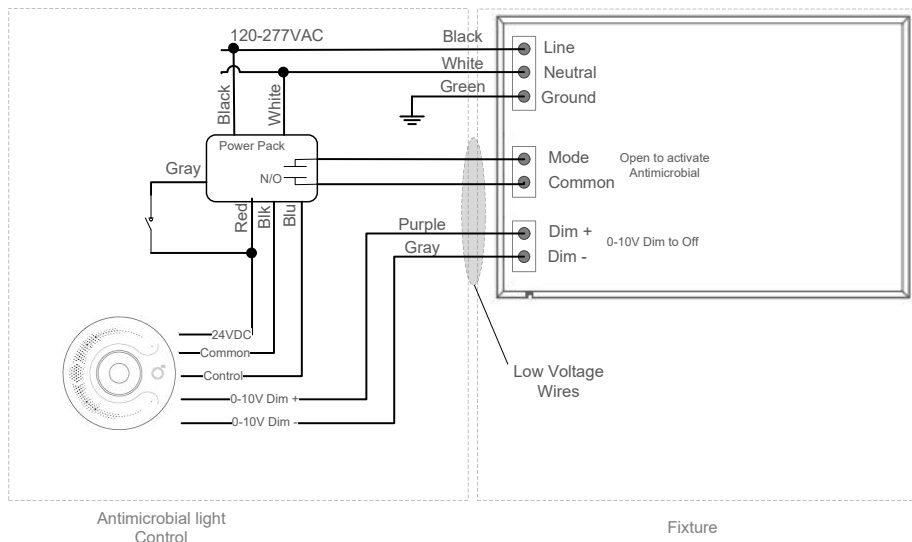 120-277VAC
Black
Line
White
Neutral
Green
Ground
Black
White
Power Pack
N/O
Gray
Red
Blk
Blu
Mode
Common
Open to activate
Antimicrobial
Purple
Gray
Dim +
Dim -
0-10V Dim to Off
24VDC
Common
Control
0-10V Dim +
0-10V Dim -
Low Voltage
Wires
Antimicrobial light
Control
Fixture